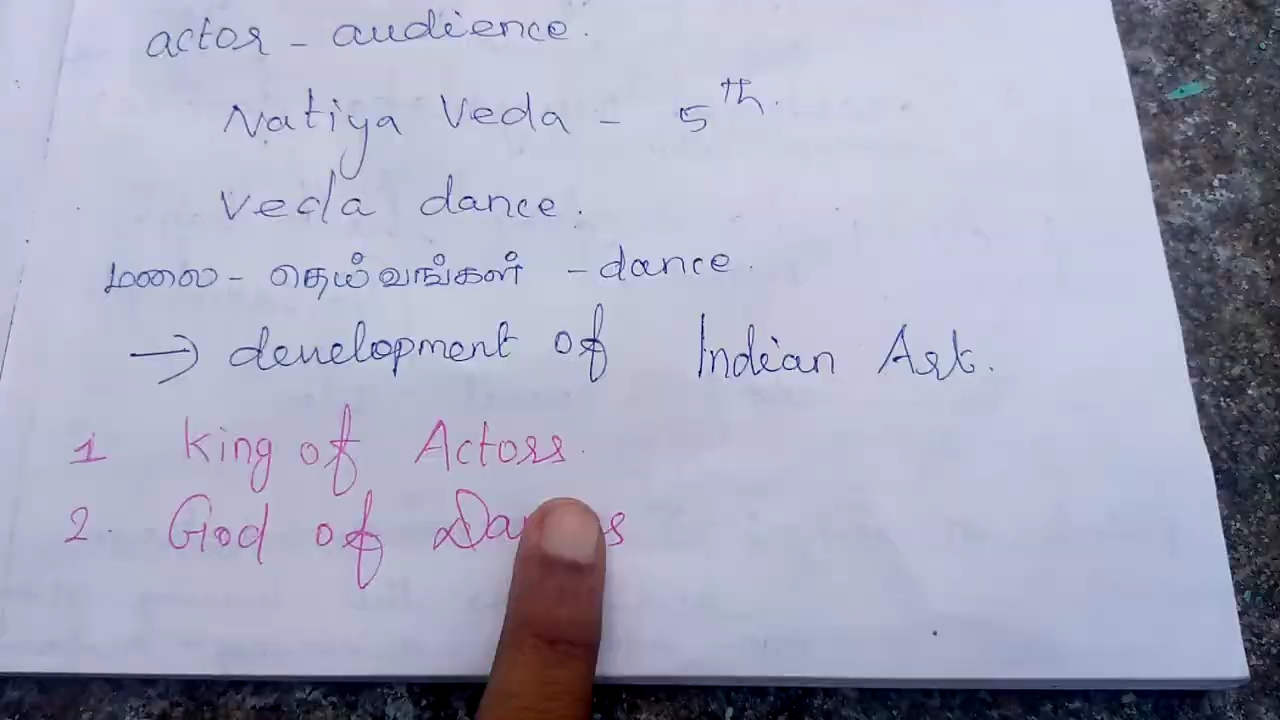 actor - audience.
Natiya Veda - 5th.
Veda dance.
மலை - தெய்வங்கள் - dance.
→ development of Indian Art.
1 King of Actors.
2. God of